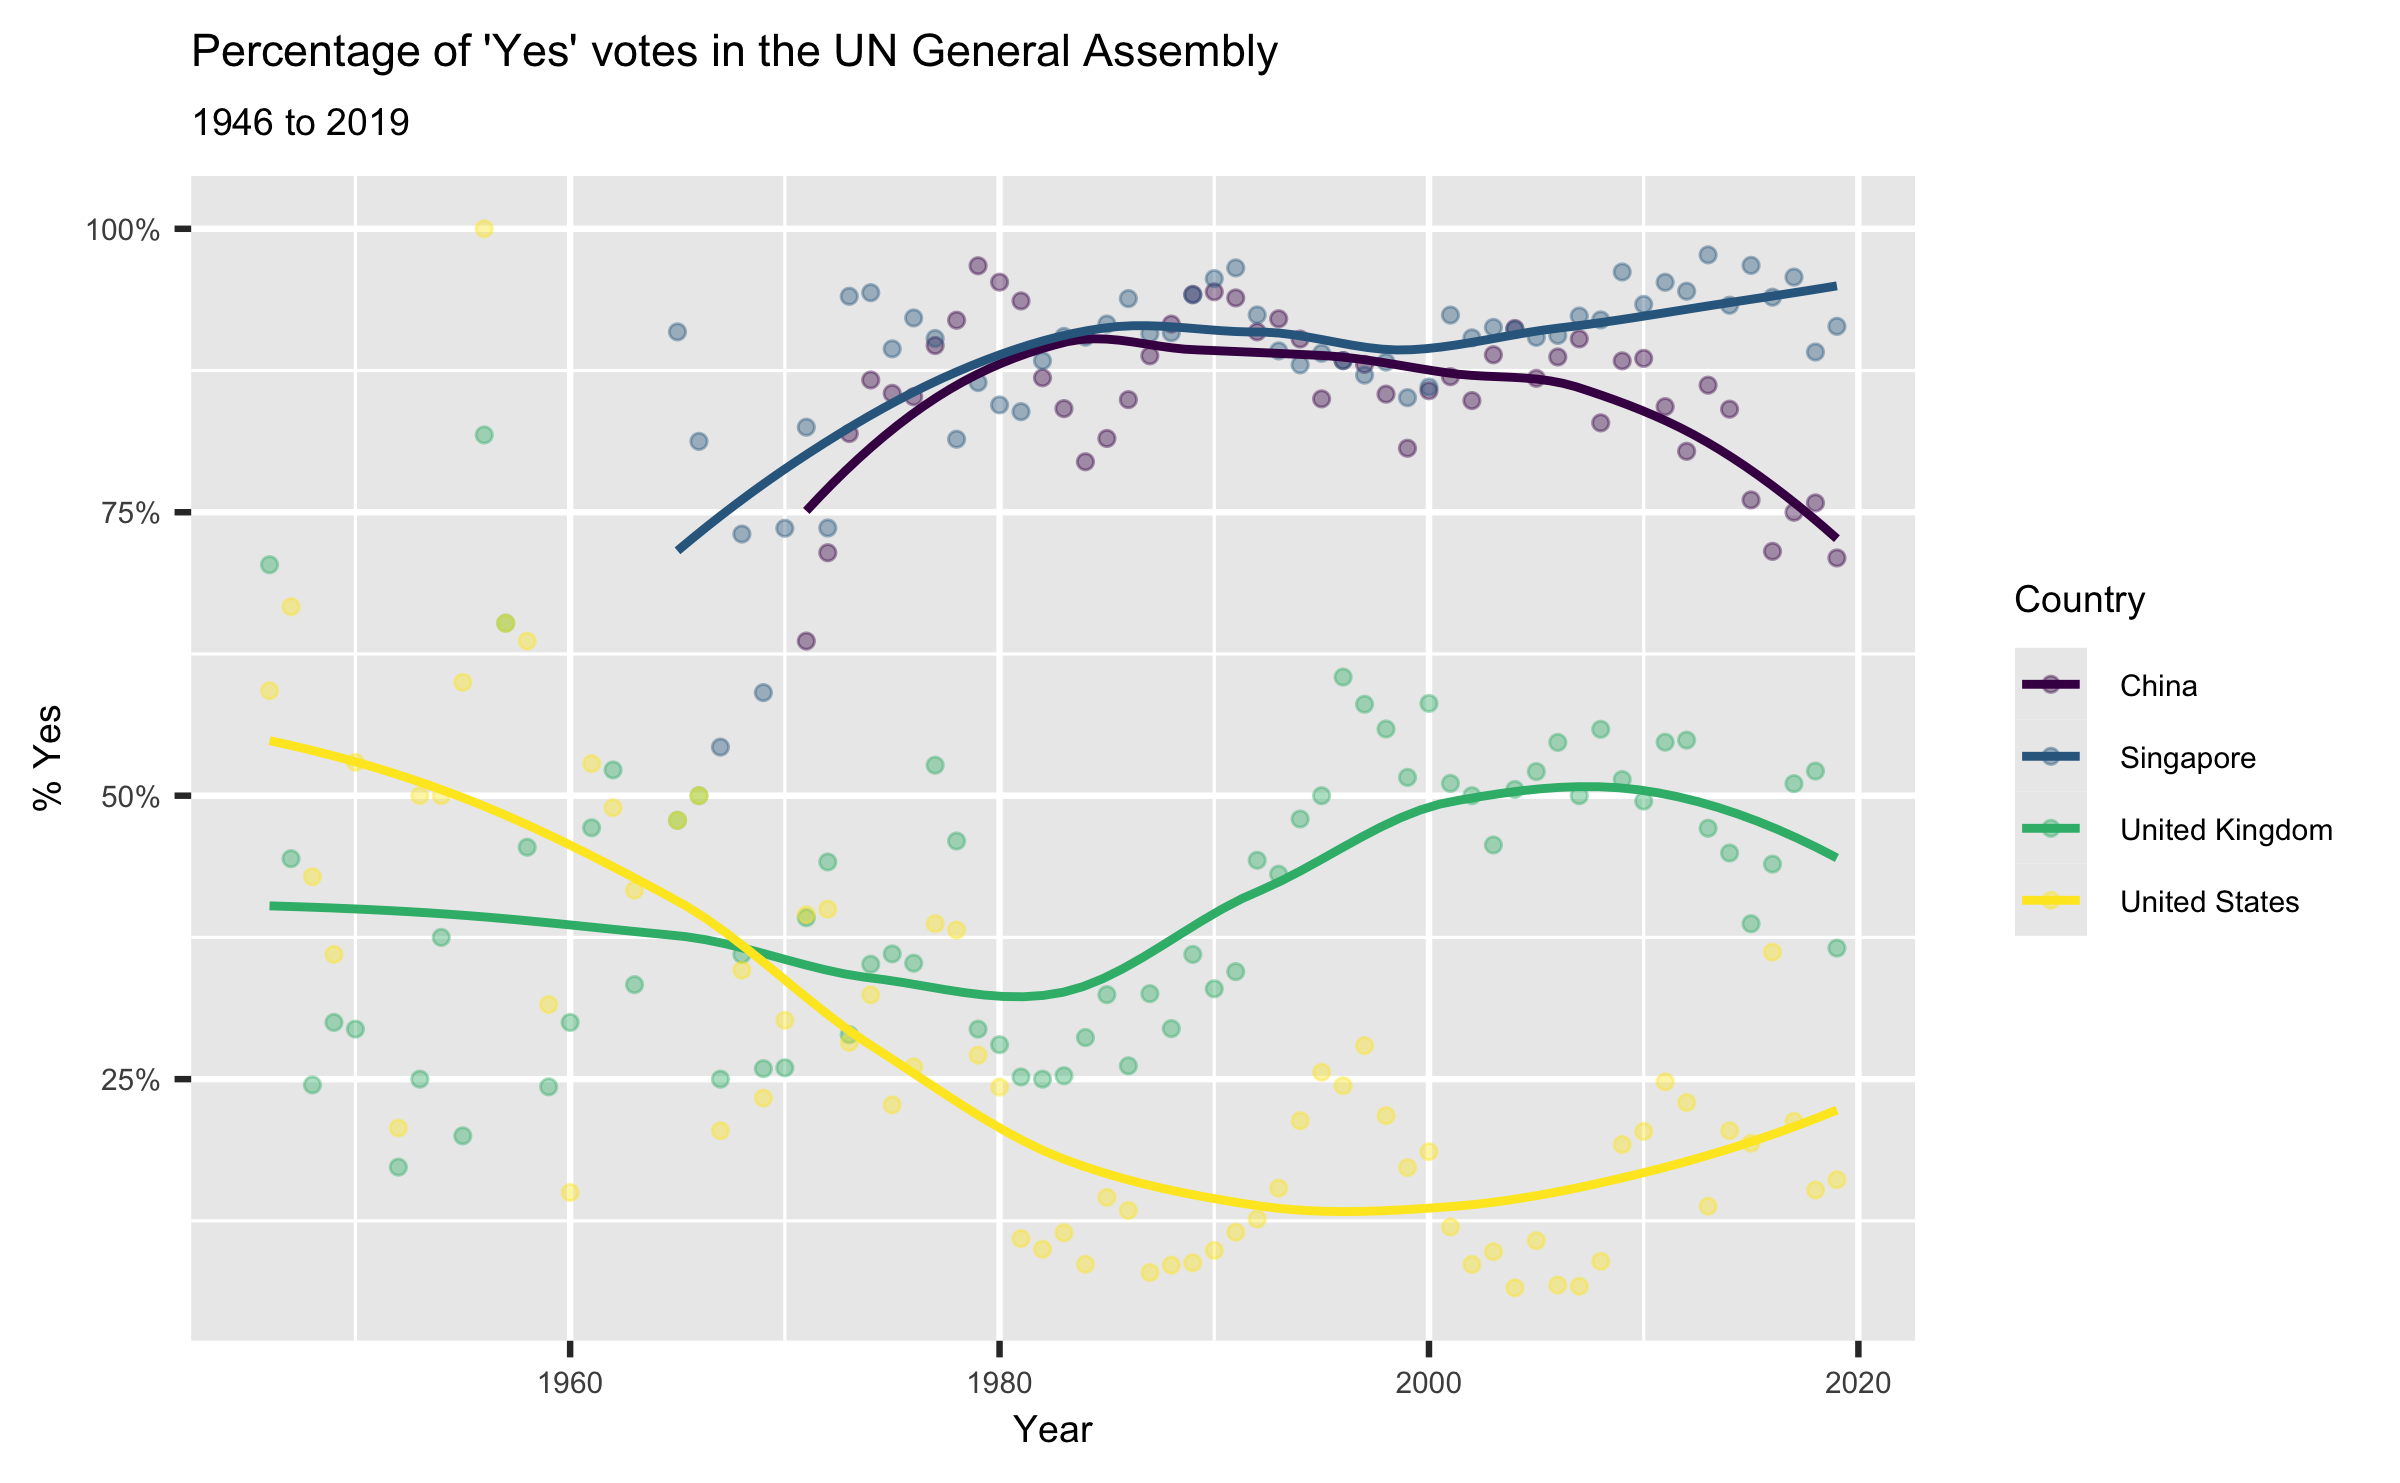 Percentage of 'Yes' votes in the UN General Assembly
1946 to 2019
100%
75%
50%
25%
% Yes
1960
1980
2000
2020
Year
Country
China
Singapore
United Kingdom
United States